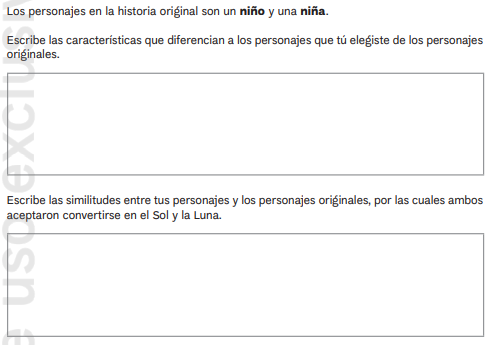 Los personajes en la historia original son un niño y una niña.
Escribe las características que diferencian a los personajes que tú elegiste de los personajes
originales.
Escribe las similitudes entre tus personajes y los personajes originales, por las cuales ambos
aceptaron convertirse en el Sol y la Luna.
uso exclus